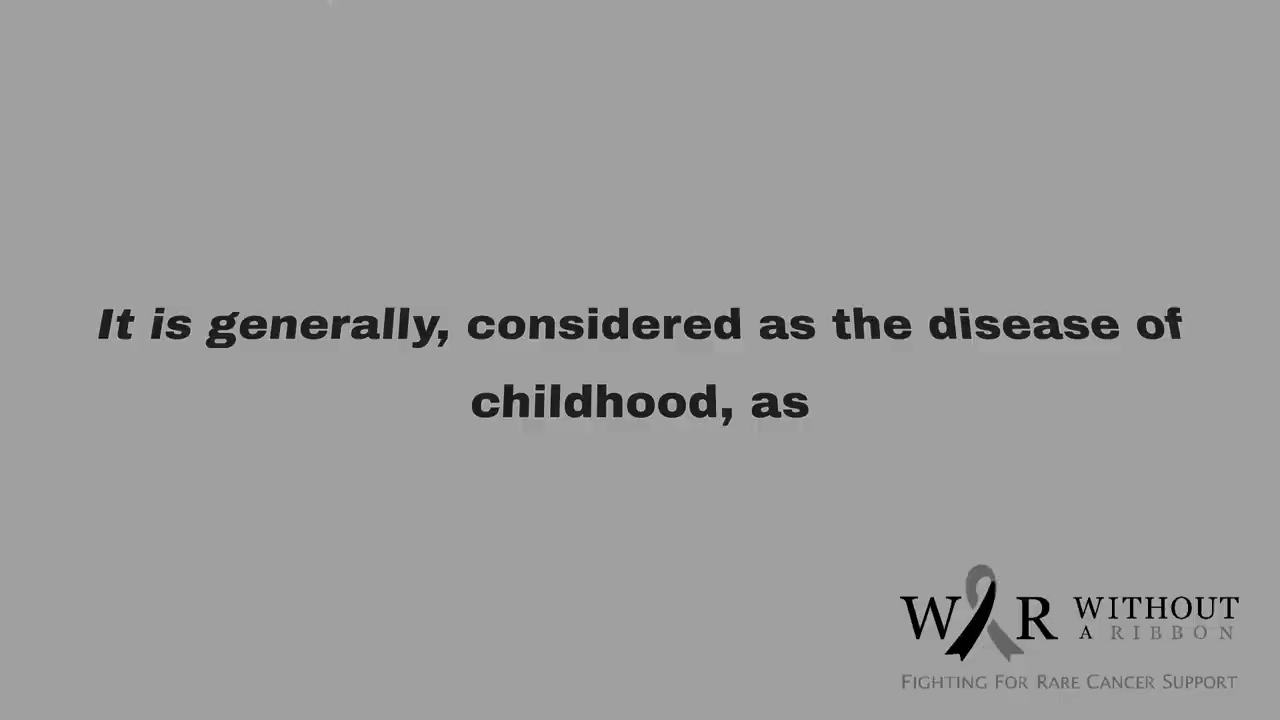 It is generally, considered as the disease of
childhood, as
WAR WITHOUT
A RIBBON
FIGHTING FOR RARE CANCER SUPPORT